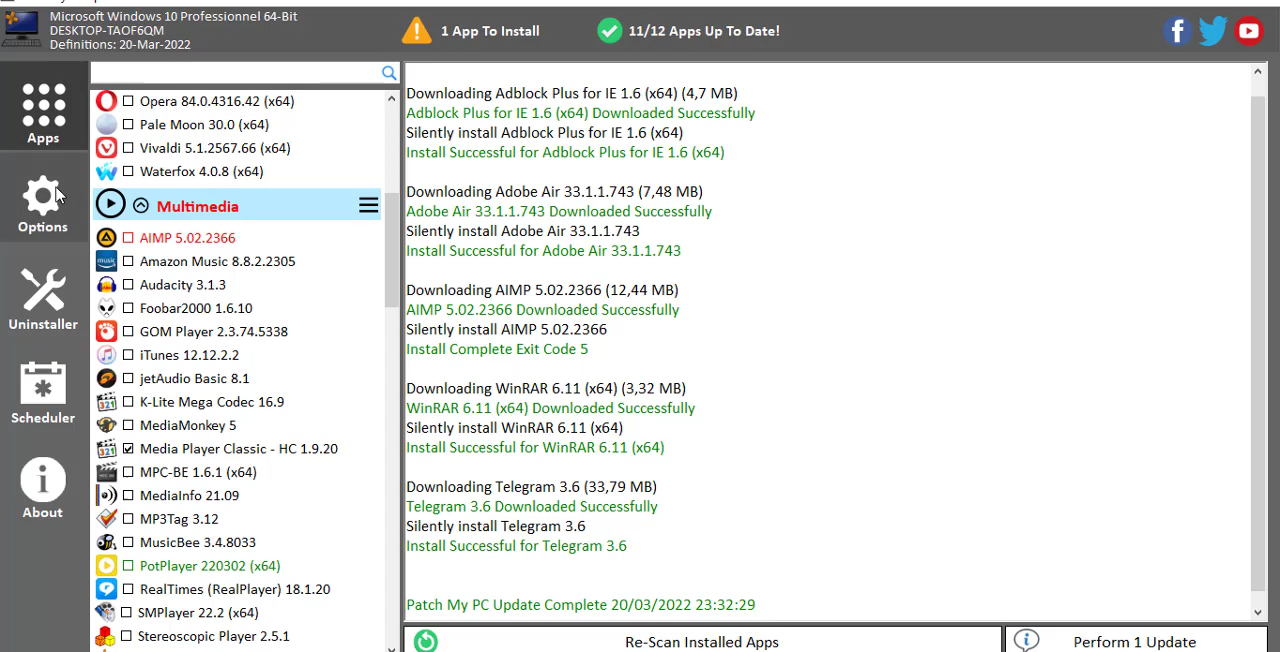 Microsoft Windows 10 Professionnel 64-Bit
DESKTOP-TAOF6QM
Definitions: 20-Mar-2022
1 App To Install
11/12 Apps Up To Date!
Apps
Options
Uninstaller
Scheduler
About
Opera 84.0.4316.42 (x64)
Pale Moon 30.0 (x64)
Vivaldi 5.1.2567.66 (x64)
Waterfox 4.0.8 (x64)
Multimedia
AIMP 5.02.2366
Amazon Music 8.8.2.2305
Audacity 3.1.3
Foobar2000 1.6.10
GOM Player 2.3.74.5338
iTunes 12.12.2.2
jetAudio Basic 8.1
K-Lite Mega Codec 16.9
MediaMonkey 5
Media Player Classic - HC 1.9.20
MPC-BE 1.6.1 (x64)
MediaInfo 21.09
MP3Tag 3.12
MusicBee 3.4.8033
PotPlayer 220302 (x64)
RealTimes (RealPlayer) 18.1.20
SMPlayer 22.2 (x64)
Stereoscopic Player 2.5.1
Downloading Adblock Plus for IE 1.6 (x64) (4,7 MB)
Adblock Plus for IE 1.6 (x64) Downloaded Successfully
Silently install Adblock Plus for IE 1.6 (x64)
Install Successful for Adblock Plus for IE 1.6 (x64)
Downloading Adobe Air 33.1.1.743 (7,48 MB)
Adobe Air 33.1.1.743 Downloaded Successfully
Silently install Adobe Air 33.1.1.743
Install Successful for Adobe Air 33.1.1.743
Downloading AIMP 5.02.2366 (12,44 MB)
AIMP 5.02.2366 Downloaded Successfully
Silently install AIMP 5.02.2366
Install Complete Exit Code 5
Downloading WinRAR 6.11 (x64) (3,32 MB)
WinRAR 6.11 (x64) Downloaded Successfully
Silently install WinRAR 6.11 (x64)
Install Successful for WinRAR 6.11 (x64)
Downloading Telegram 3.6 (33,79 MB)
Telegram 3.6 Downloaded Successfully
Silently install Telegram 3.6
Install Successful for Telegram 3.6
Patch My PC Update Complete 20/03/2022 23:32:29
Re-Scan Installed Apps
Perform 1 Update